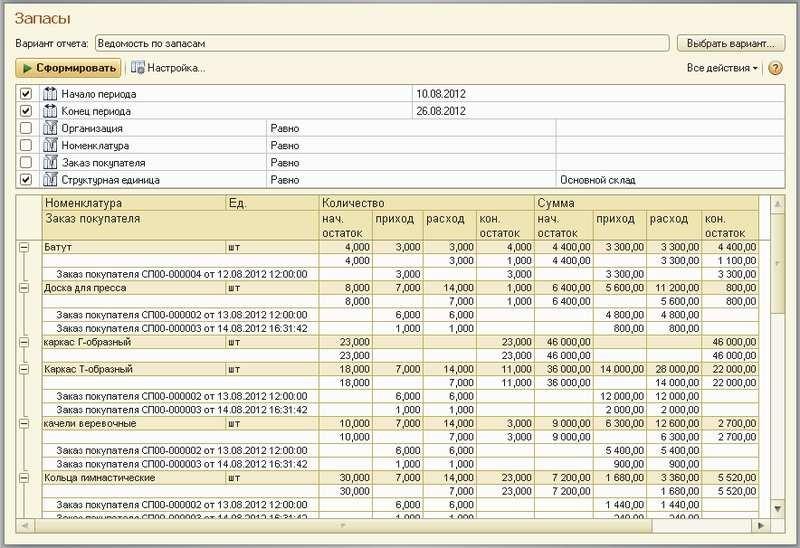 Запасы
Вариант отчета: Ведомость по запасам Выбрать вариант...
Сформировать Настройка... Все действия ?
Начало периода 10.08.2012
Конец периода 26.08.2012
Организация Равно
Номенклатура Равно
Заказ покупателя Равно
Структурная единица Равно Основной склад
Номенклатура Ед. Количество Сумма
Заказ покупателя нач. остаток приход расход кон. остаток нач. остаток приход расход кон. остаток
Батут шт 4,000 3,000 3,000 4,000 4 400,00 3 300,00 3 300,00 4 400,00
4,000 3,000 1,000 4 400,00 3 300,00 1 100,00
Заказ покупателя СП00-000004 от 12.08.2012 12:00:00 3,000 3,000 3 300,00 3 300,00
Доска для пресса шт 8,000 7,000 14,000 1,000 6 400,00 5 600,00 11 200,00 800,00
8,000 7,000 1,000 6 400,00 5 600,00 800,00
Заказ покупателя СП00-000002 от 13.08.2012 12:00:00 6,000 6,000 4 800,00 4 800,00
Заказ покупателя СП00-000003 от 14.08.2012 16:31:42 1,000 1,000 800,00 800,00
каркас Г-образный шт 23,000 23,000 46 000,00 46 000,00
23,000 23,000 46 000,00 46 000,00
Каркас Т-образный шт 18,000 7,000 14,000 11,000 36 000,00 14 000,00 28 000,00 22 000,00
18,000 7,000 11,000 36 000,00 14 000,00 22 000,00
Заказ покупателя СП00-000002 от 13.08.2012 12:00:00 6,000 6,000 12 000,00 12 000,00
Заказ покупателя СП00-000003 от 14.08.2012 16:31:42 1,000 1,000 2 000,00 2 000,00
качели веревочные шт 10,000 7,000 14,000 3,000 9 000,00 6 300,00 12 600,00 2 700,00
10,000 7,000 3,000 9 000,00 6 300,00 2 700,00
Заказ покупателя СП00-000002 от 13.08.2012 12:00:00 6,000 6,000 5 400,00 5 400,00
Заказ покупателя СП00-000003 от 14.08.2012 16:31:42 1,000 1,000 900,00 900,00
Кольца гимнастические шт 30,000 7,000 14,000 23,000 7 200,00 1 680,00 3 360,00 5 520,00
30,000 7,000 23,000 7 200,00 1 680,00 5 520,00
Заказ покупателя СП00-000002 от 13.08.2012 12:00:00 6,000 6,000 1 440,00 1 440,00
Заказ покупателя СП00-000003 от 14.08.2012 16:31:42 1,000 1,000 240,00 240,00